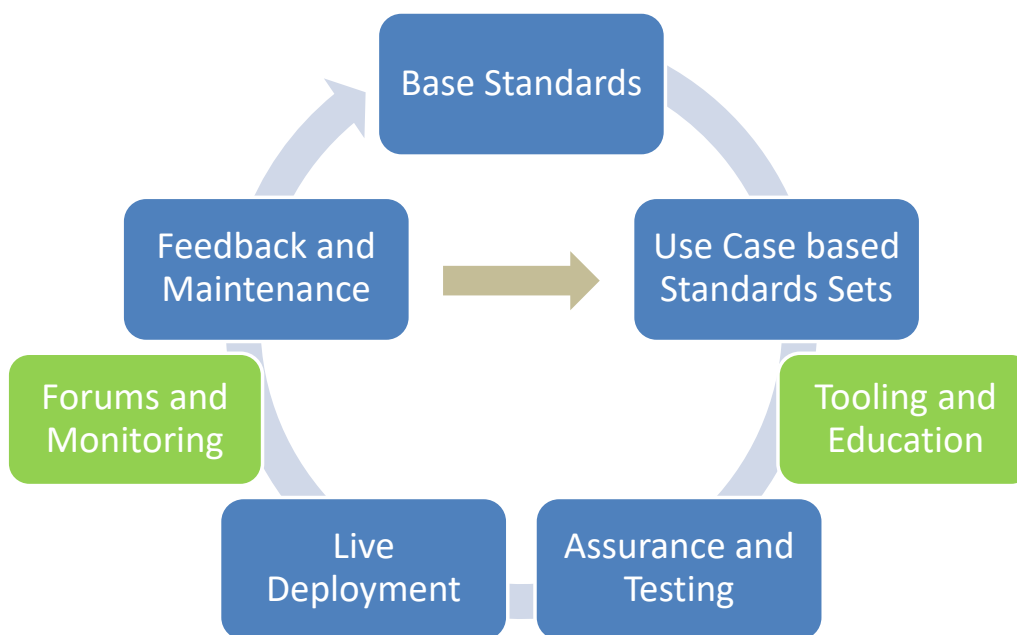 Base Standards
Feedback and
Maintenance
Use Case based
Standards Sets
Forums and
Monitoring
Tooling and
Education
Live
Deployment
Assurance and
Testing